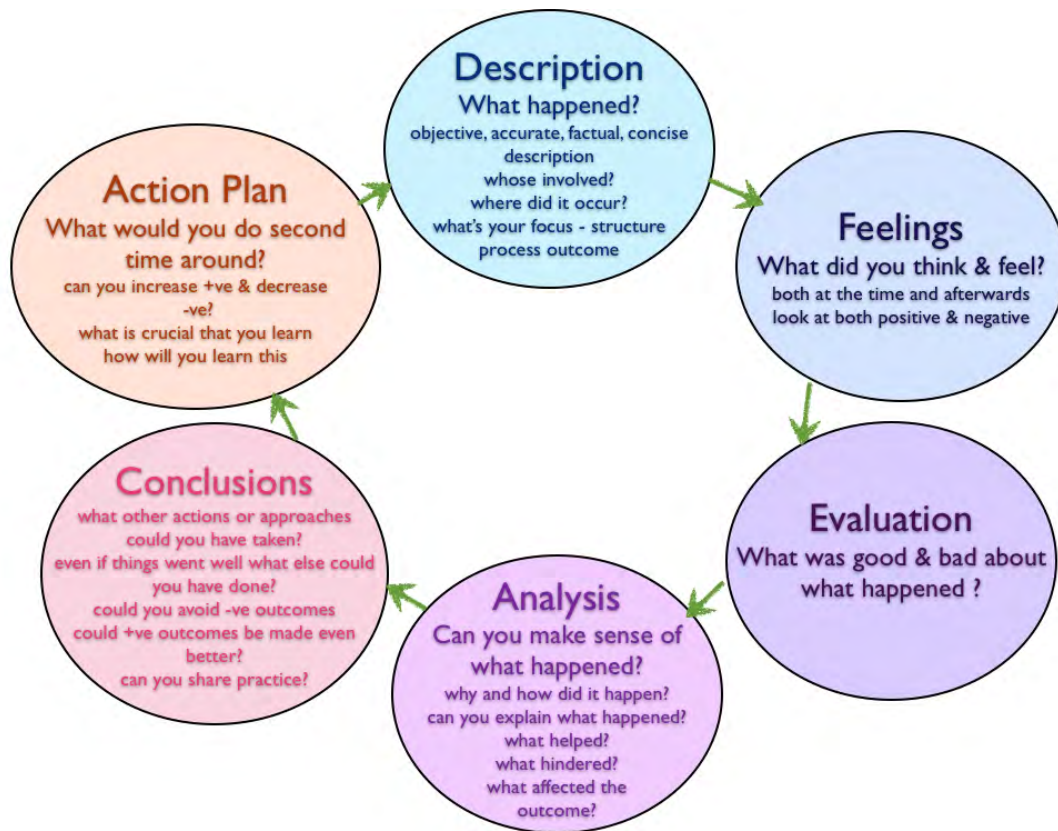 Description
What happened?
objective, accurate, factual, concise
description
whose involved?
where did it occur?
what's your focus - structure
process outcome
Feelings
What did you think & feel?
both at the time and afterwards
look at both positive & negative
Evaluation
What was good & bad about
what happened ?
Analysis
Can you make sense of
what happened?
why and how did it happen?
can you explain what happened?
what helped?
what hindered?
what affected the
outcome?
Conclusions
what other actions or approaches
could you have taken?
even if things went well what else could
you have done?
could you avoid -ve outcomes
could +ve outcomes be made even
better?
can you share practice?
Action Plan
What would you do second
time around?
can you increase +ve & decrease
-ve?
what is crucial that you learn
how will you learn this